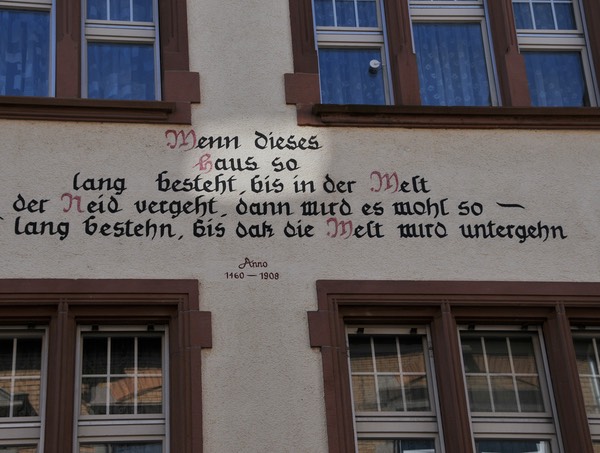 Wenn dieses
Haus so
lang besteht, bis in der Welt
der Neid vergeht, dann wird es wohl so —
lang bestehn, bis daß die Welt wird untergehn
Anno
1460 — 1908